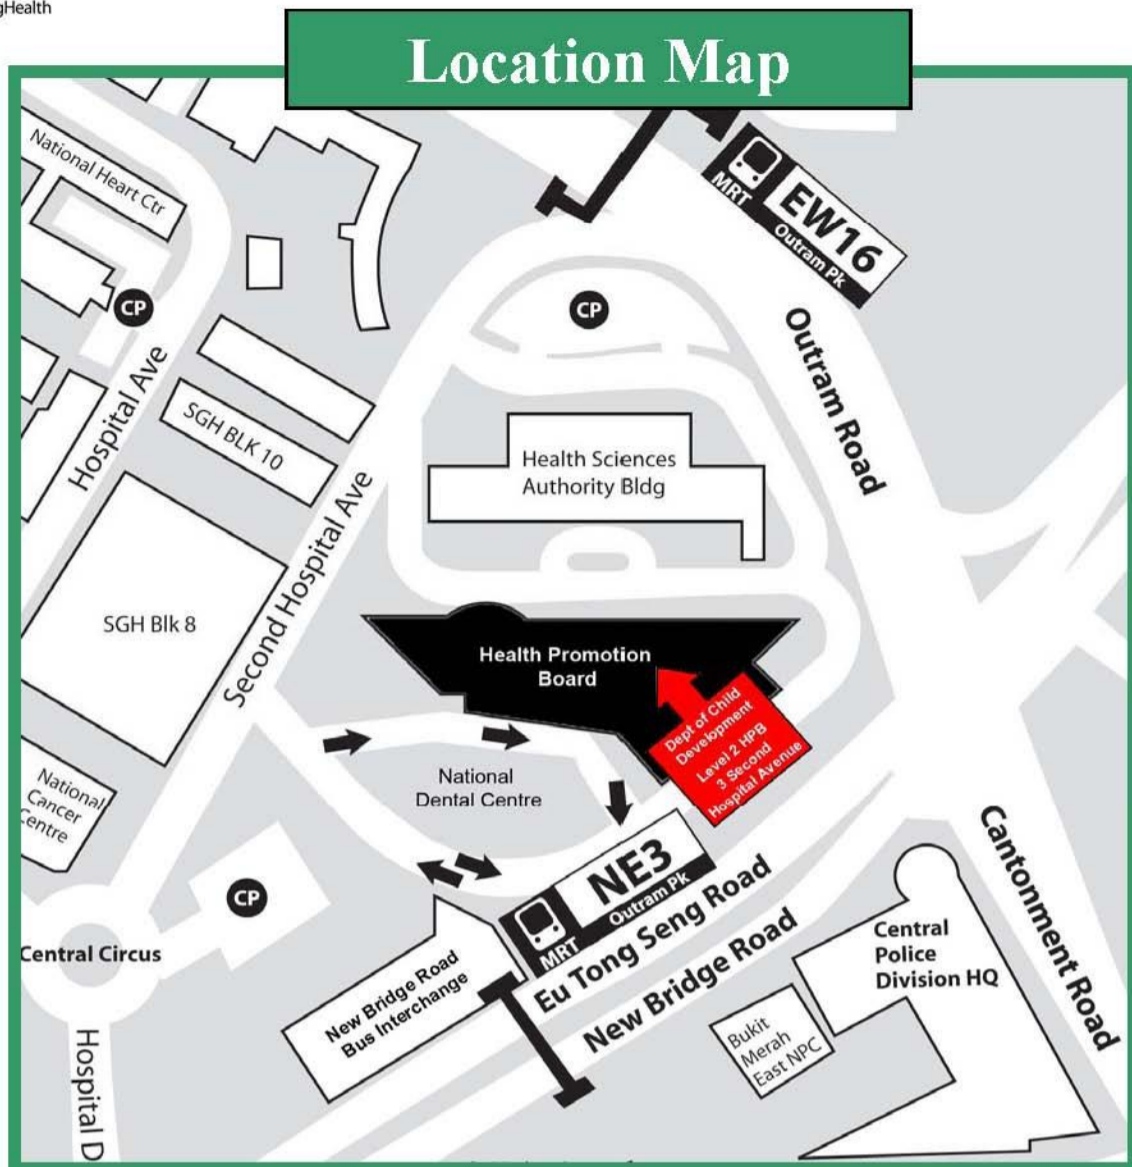 gHealth
Location Map
National Heart Ctr
MRT
EW16
Outram Pk
CP
CP
Outram Road
Hospital Ave
SGH BLK 10
Health Sciences
Authority Bldg
Second Hospital Ave
SGH Blk 8
Health Promotion
Board
Dept of Child
Development
Level 2 HPB
3 Second
Hospital Avenue
National
Dental Centre
National
Cancer
Centre
CP
NE3
MRT
Outram Pk
Eu Tong Seng Road
New Bridge Road
Cantonment Road
Central
Police
Division HQ
Central Circus
New Bridge Road
Bus Interchange
Bukit
Merah
East NPC
Hospital D